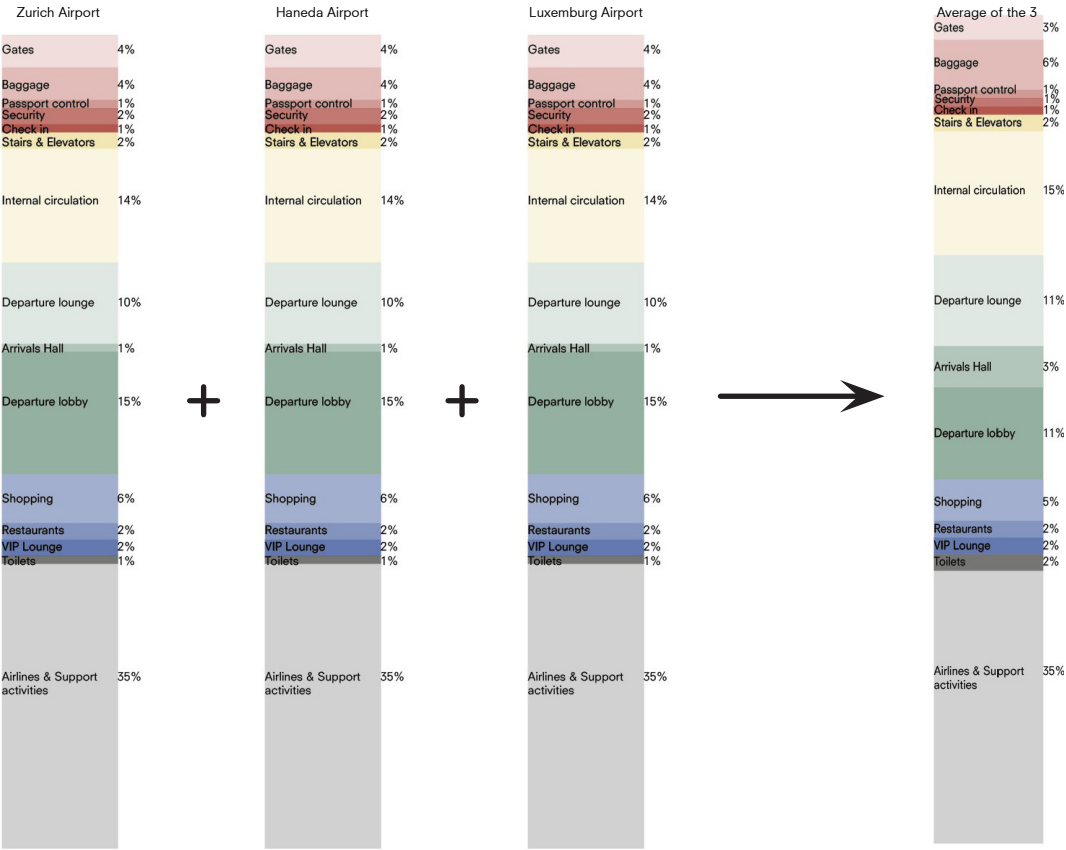 Zurich Airport
Gates 4%
Baggage 4%
Passport control 1%
Security 2%
Check in 1%
Stairs & Elevators 2%
Internal circulation 14%
Departure lounge 10%
Arrivals Hall 1%
Departure lobby 15%
Shopping 6%
Restaurants 2%
VIP Lounge 2%
Toilets 1%
Airlines & Support 35%
activities
Haneda Airport
Gates 4%
Baggage 4%
Passport control 1%
Security 2%
Check in 1%
Stairs & Elevators 2%
Internal circulation 14%
Departure lounge 10%
Arrivals Hall 1%
Departure lobby 15%
Shopping 6%
Restaurants 2%
VIP Lounge 2%
Toilets 1%
Airlines & Support 35%
activities
Luxemburg Airport
Gates 4%
Baggage 4%
Passport control 1%
Security 2%
Check in 1%
Stairs & Elevators 2%
Internal circulation 14%
Departure lounge 10%
Arrivals Hall 1%
Departure lobby 15%
Shopping 6%
Restaurants 2%
VIP Lounge 2%
Toilets 1%
Airlines & Support 35%
activities
Average of the 3
Gates 3%
Baggage 6%
Passport control 1%
Security 1%
Check in 1%
Stairs & Elevators 2%
Internal circulation 15%
Departure lounge 11%
Arrivals Hall 3%
Departure lobby 11%
Shopping 5%
Restaurants 2%
VIP Lounge 2%
Toilets 2%
Airlines & Support 35%
activities